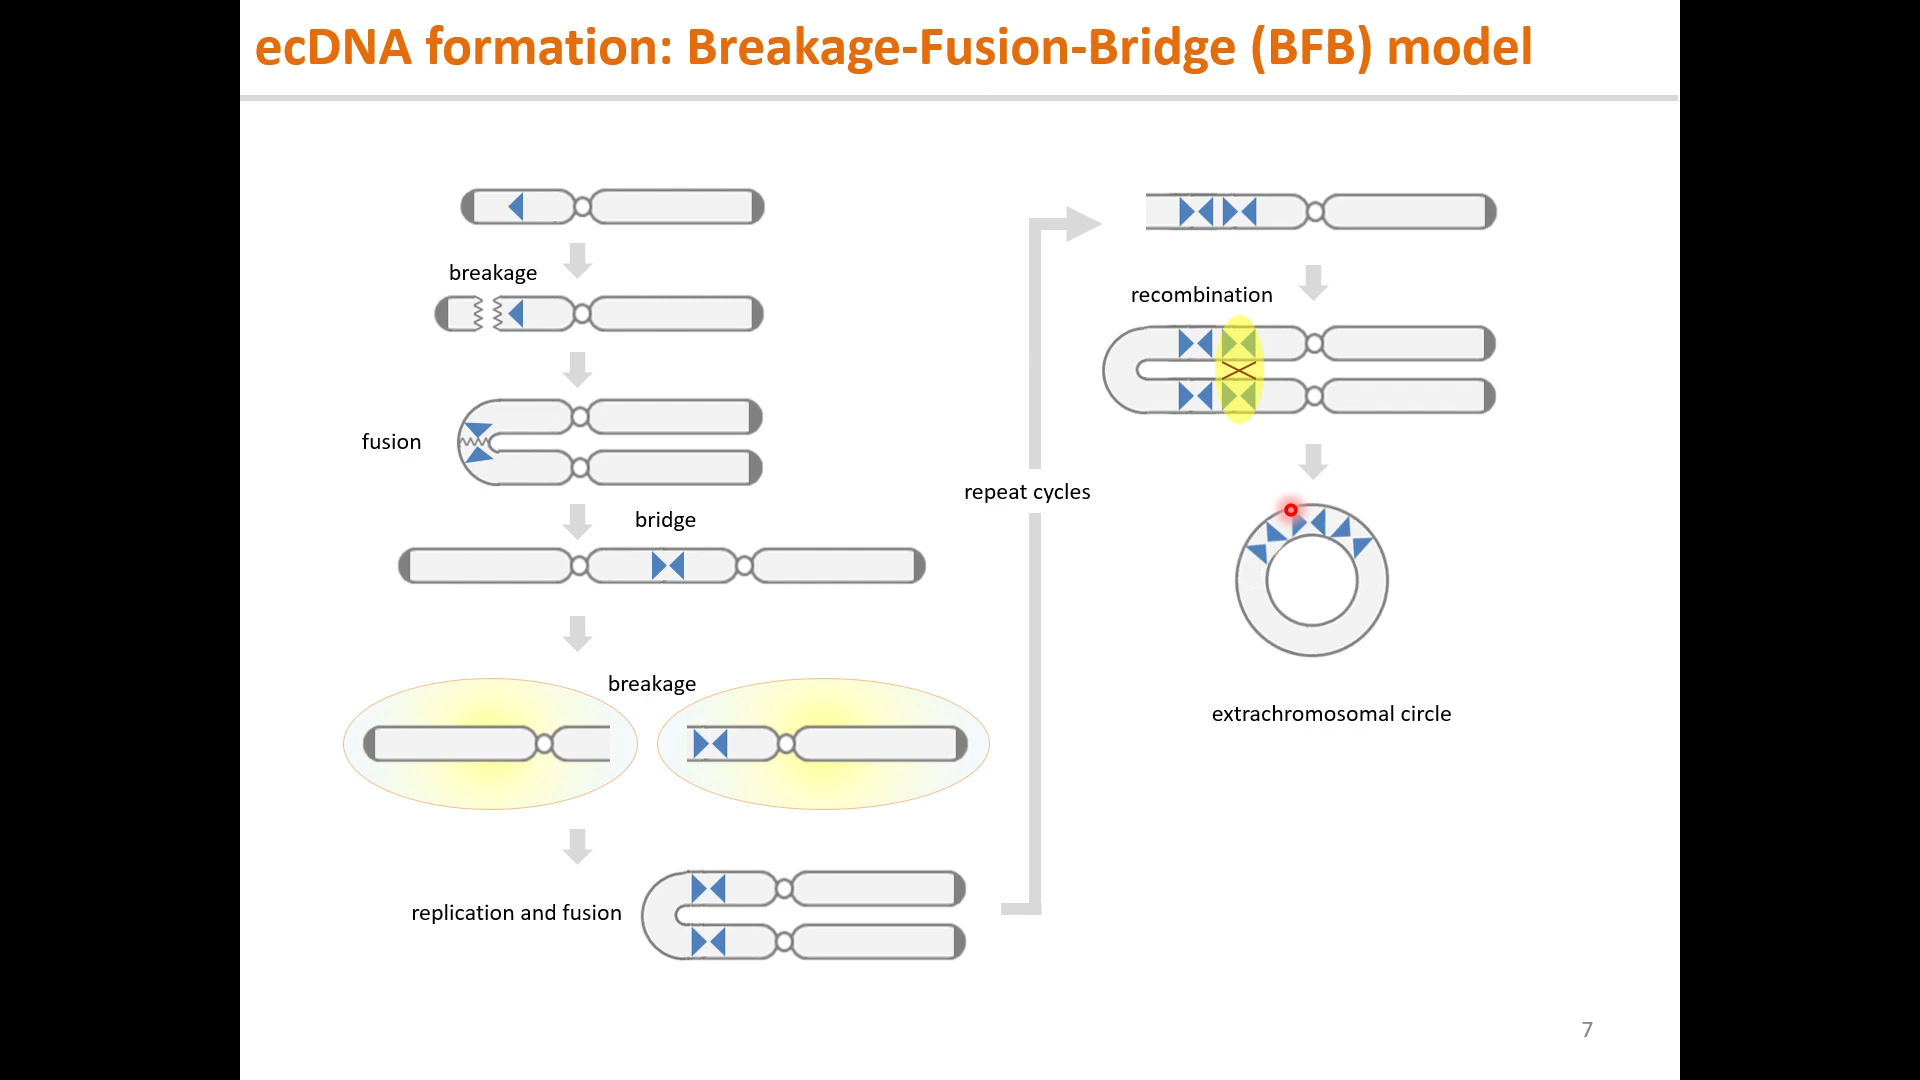 ecDNA formation: Breakage-Fusion-Bridge (BFB) model
breakage
fusion
bridge
breakage
replication and fusion
repeat cycles
recombination
extrachromosomal circle
7